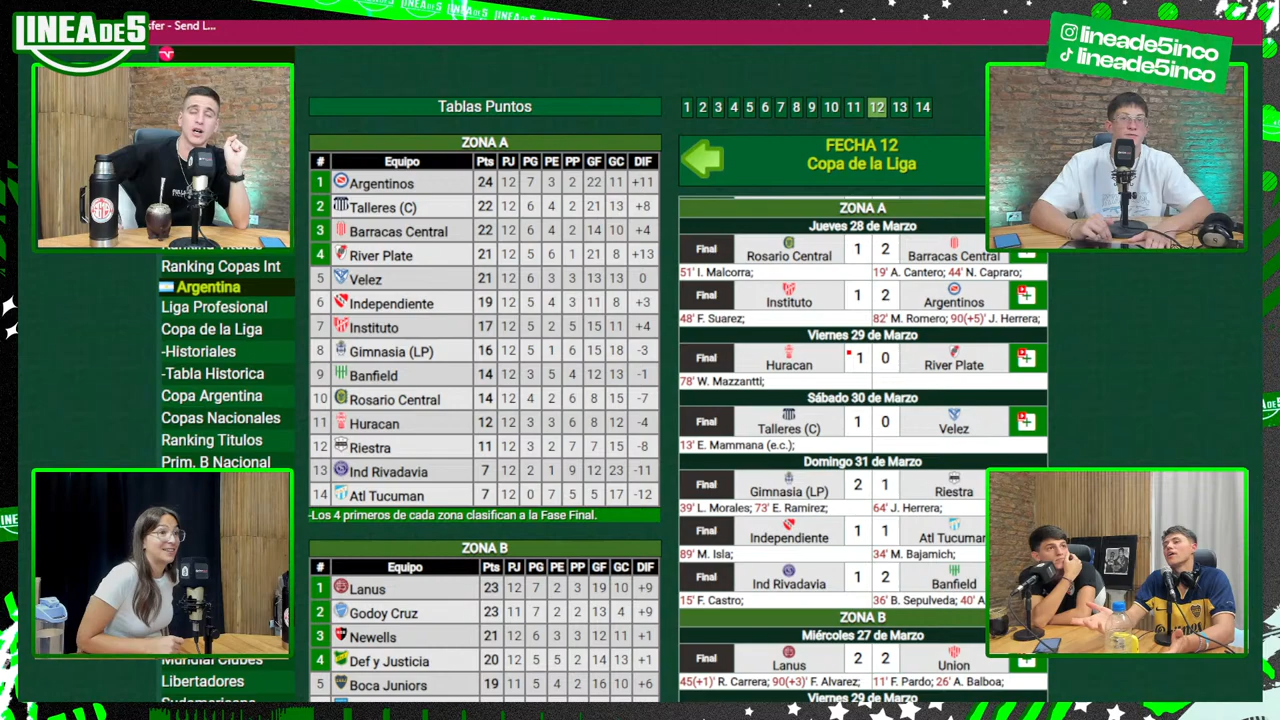 LINEADE5
sfer - Send L...
lineade5inco
lineade5inco
Ranking Copas Int
Argentina
Liga Profesional
Copa de la Liga
-Historiales
-Tabla Historica
Copa Argentina
Copas Nacionales
Ranking Titulos
Prim. B Nacional
Mundial Clubes
Libertadores
Sudamericana
Tablas Puntos
ZONA A
# Equipo Pts PJ PG PE PP GF GC DIF
1 Argentinos 24 12 7 3 2 22 11 +11
2 Talleres (C) 22 12 6 4 2 21 13 +8
3 Barracas Central 22 12 6 4 2 14 10 +4
4 River Plate 21 12 5 6 1 21 8 +13
5 Velez 21 12 6 3 3 13 13 0
6 Independiente 19 12 5 4 3 11 8 +3
7 Instituto 17 12 5 2 5 15 11 +4
8 Gimnasia (LP) 16 12 5 1 6 15 18 -3
9 Banfield 14 12 3 5 4 12 13 -1
10 Rosario Central 14 12 4 2 6 8 15 -7
11 Huracan 12 12 3 3 6 8 12 -4
12 Riestra 11 12 3 2 7 7 15 -8
13 Ind Rivadavia 7 12 2 1 9 12 23 -11
14 Atl Tucuman 7 12 0 7 5 5 17 -12
-Los 4 primeros de cada zona clasifican a la Fase Final.
ZONA B
# Equipo Pts PJ PG PE PP GF GC DIF
1 Lanus 23 12 7 2 3 19 10 +9
2 Godoy Cruz 23 11 7 2 2 13 4 +9
3 Newells 21 12 6 3 3 12 11 +1
4 Def y Justicia 20 12 5 5 2 14 13 +1
5 Boca Juniors 19 11 5 4 2 16 10 +6
1 2 3 4 5 6 7 8 9 10 11 12 13 14
FECHA 12
Copa de la Liga
ZONA A
Jueves 28 de Marzo
Final Rosario Central 1 2 Barracas Central
51' I. Malcorra; 19' A. Cantero; 44' N. Capraro;
Final Instituto 1 2 Argentinos
48' F. Suarez; 82' M. Romero; 90(+5)' J. Herrera;
Viernes 29 de Marzo
Final Huracan 1 0 River Plate
78' W. Mazzantti;
Sábado 30 de Marzo
Final Talleres (C) 1 0 Velez
13' E. Mammana (e.c.);
Domingo 31 de Marzo
Final Gimnasia (LP) 2 1 Riestra
39' L. Morales; 73' E. Ramirez; 64' J. Herrera;
Final Independiente 1 1 Atl Tucuman
89' M. Isla; 34' M. Bajamich;
Final Ind Rivadavia 1 2 Banfield
15' F. Castro; 36' B. Sepulveda; 40' A.
ZONA B
Miércoles 27 de Marzo
Final Lanus 2 2 Union
45(+1)' R. Carrera; 90(+3)' F. Alvarez; 11' F. Pardo; 26' A. Balboa;
Viernes 29 de Marzo